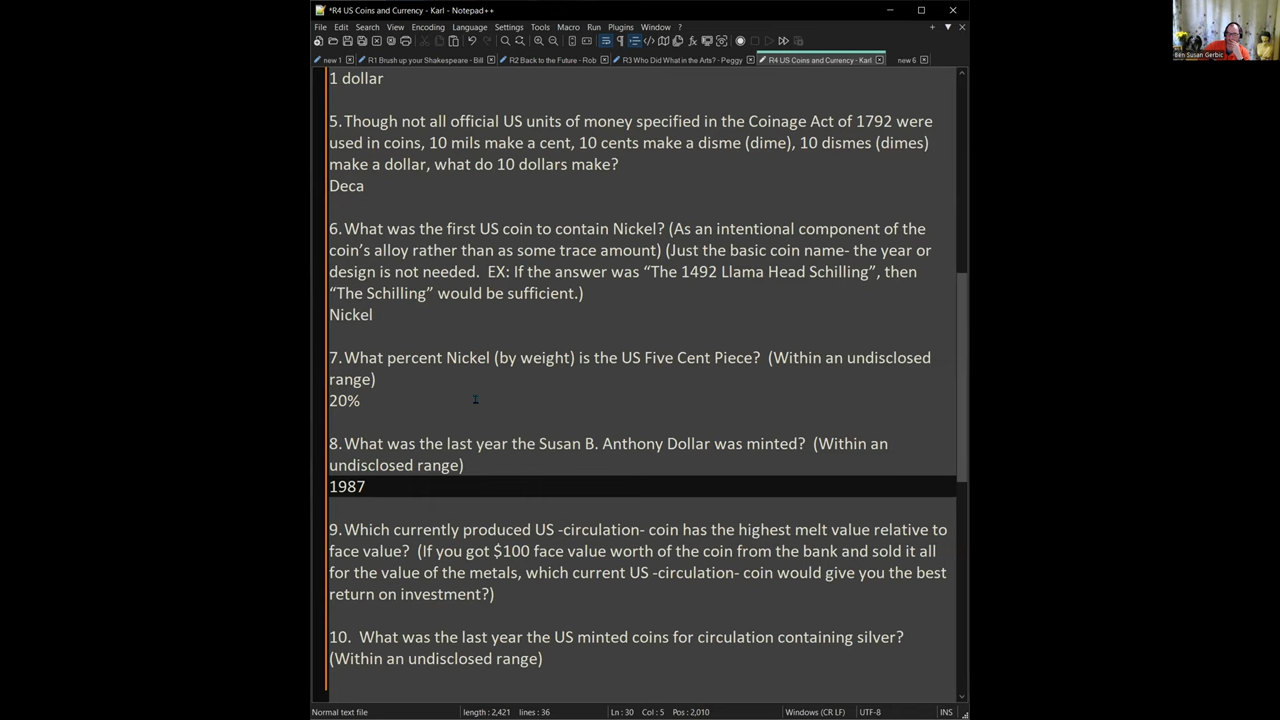 *R4 US Coins and Currency - Karl - Notepad++
File Edit Search View Encoding Language Settings Tools Macro Run Plugins Window ?
new 1 R1 Brush up your Shakespeare - Bill R2 Back to the Future - Rob R3 Who Did What in the Arts? - Peggy R4 US Coins and Currency - Karl new 6
Ben Susan Gerbic
1 dollar
5. Though not all official US units of money specified in the Coinage Act of 1792 were
used in coins, 10 mils make a cent, 10 cents make a disme (dime), 10 dismes (dimes)
make a dollar, what do 10 dollars make?
Deca
6. What was the first US coin to contain Nickel? (As an intentional component of the
coin’s alloy rather than as some trace amount) (Just the basic coin name- the year or
design is not needed.  EX: If the answer was “The 1492 Llama Head Schilling”, then
“The Schilling” would be sufficient.)
Nickel
7. What percent Nickel (by weight) is the US Five Cent Piece?  (Within an undisclosed
range)
20%
8. What was the last year the Susan B. Anthony Dollar was minted?  (Within an
undisclosed range)
1987
9. Which currently produced US -circulation- coin has the highest melt value relative to
face value?  (If you got $100 face value worth of the coin from the bank and sold it all
for the value of the metals, which current US -circulation- coin would give you the best
return on investment?)
10.  What was the last year the US minted coins for circulation containing silver?
(Within an undisclosed range)
Normal text file length : 2,421 lines : 36 Ln : 30 Col : 5 Pos : 2,010 Windows (CR LF) UTF-8 INS